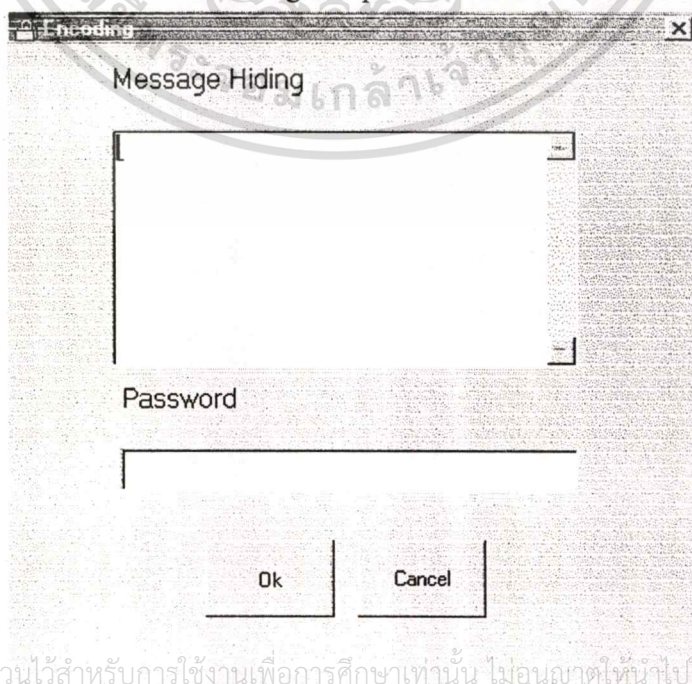 Encoding
Message Hiding
Password
Ok
Cancel
วนไว้สำหรับการใช้งานเพื่อการศึกษาเท่านั้น ไม่อนุญาตให้นำไป